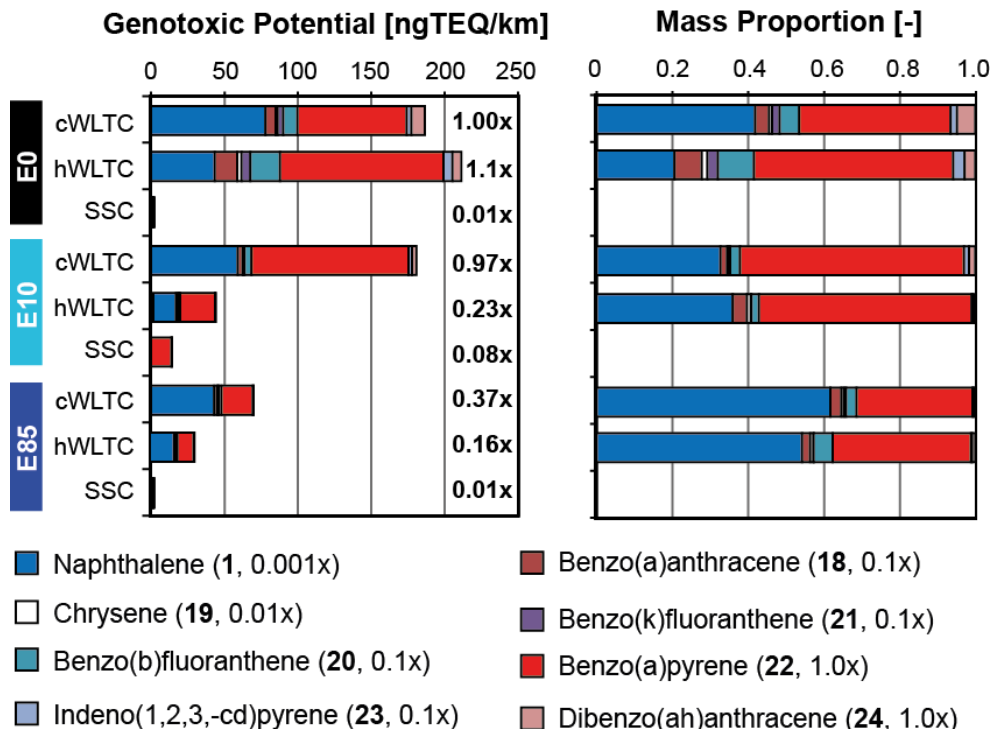 Genotoxic Potential [ngTEQ/km]
Mass Proportion [-]
0 50 100 150 200 250
0 0.2 0.4 0.6 0.8 1.0
E0
cWLTC 1.00x
hWLTC 1.1x
SSC 0.01x
E10
cWLTC 0.97x
hWLTC 0.23x
SSC 0.08x
E85
cWLTC 0.37x
hWLTC 0.16x
SSC 0.01x
Naphthalene (1, 0.001x)
Benzo(a)anthracene (18, 0.1x)
Chrysene (19, 0.01x)
Benzo(k)fluoranthene (21, 0.1x)
Benzo(b)fluoranthene (20, 0.1x)
Benzo(a)pyrene (22, 1.0x)
Indeno(1,2,3,-cd)pyrene (23, 0.1x)
Dibenzo(ah)anthracene (24, 1.0x)